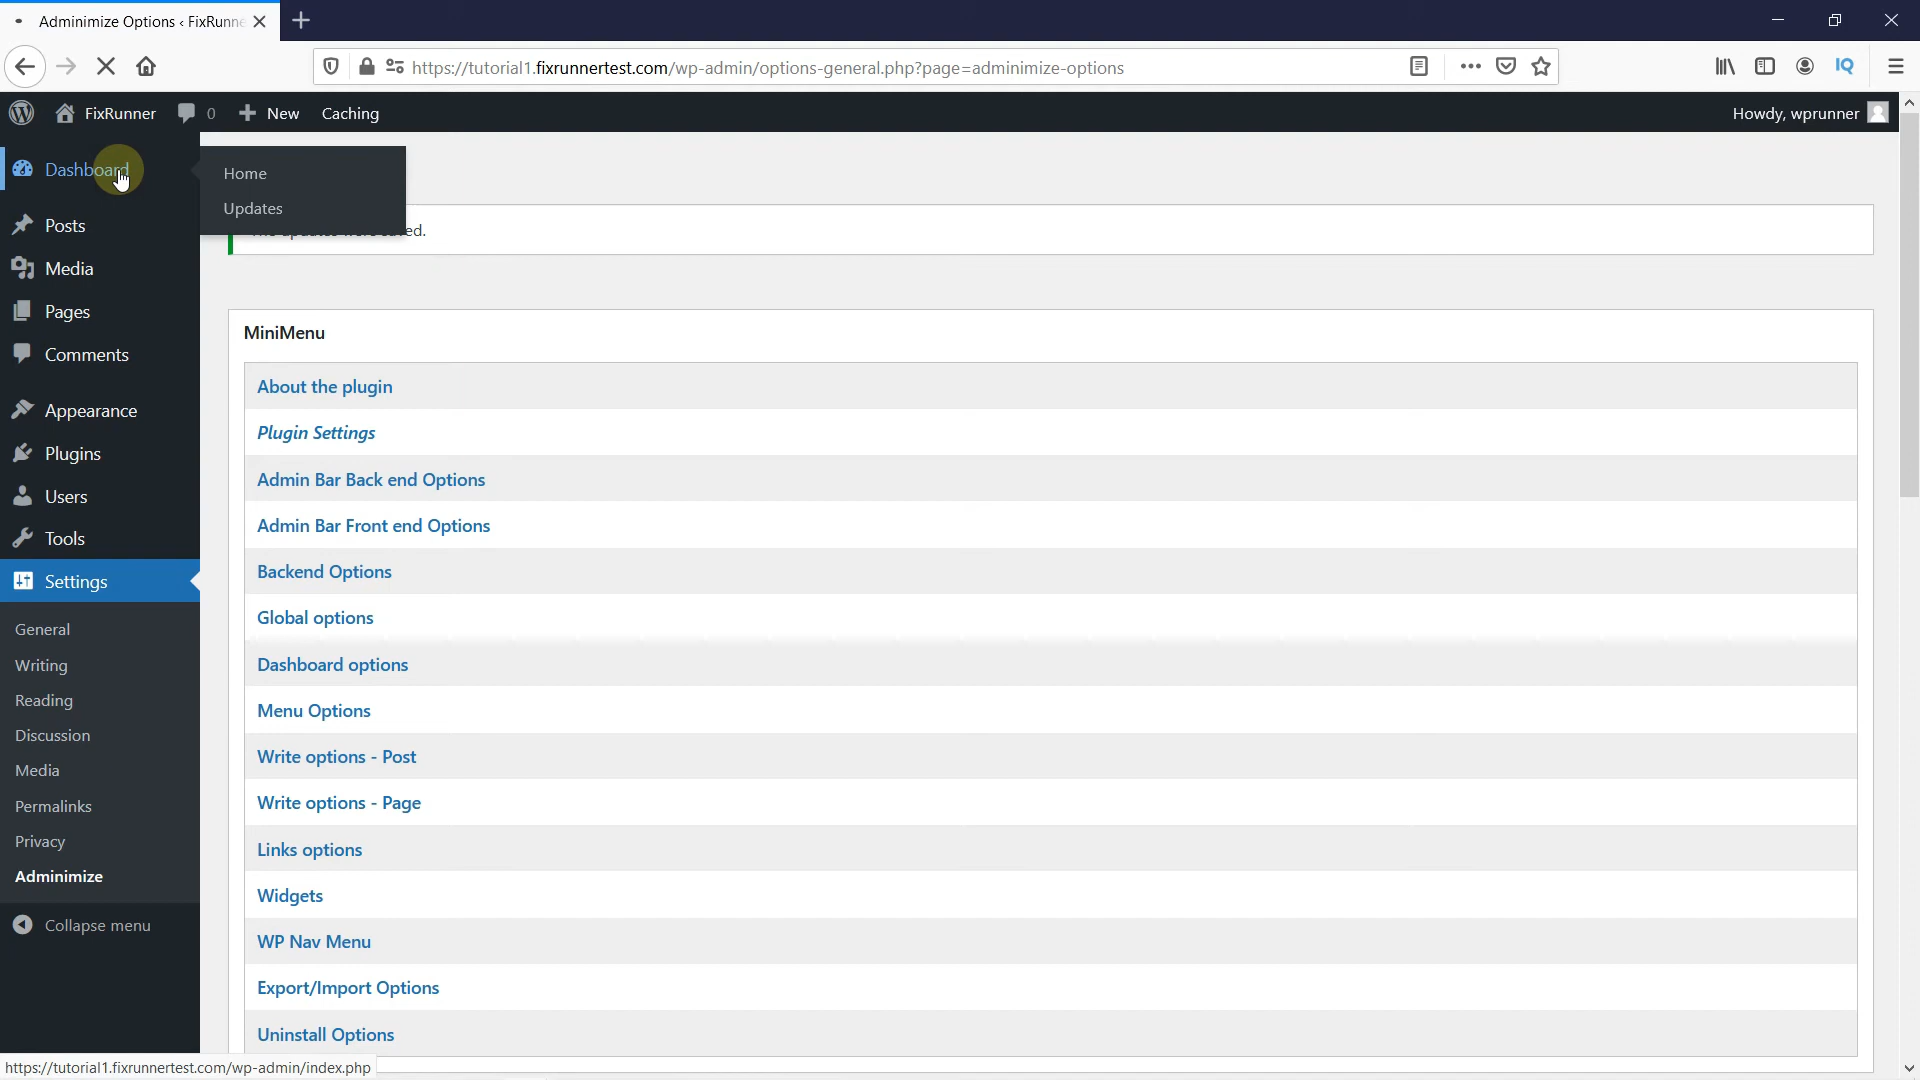 Adminimize Options ‹ FixRunne
https://tutorial1.fixrunnertest.com/wp-admin/options-general.php?page=adminimize-options
IQ
FixRunner 0 New Caching Howdy, wprunner
Dashboard
Home
Updates
Posts
Media
Pages
Comments
Appearance
Plugins
Users
Tools
Settings
General
Writing
Reading
Discussion
Media
Permalinks
Privacy
Adminimize
Collapse menu
MiniMenu
About the plugin
Plugin Settings
Admin Bar Back end Options
Admin Bar Front end Options
Backend Options
Global options
Dashboard options
Menu Options
Write options - Post
Write options - Page
Links options
Widgets
WP Nav Menu
Export/Import Options
Uninstall Options
https://tutorial1.fixrunnertest.com/wp-admin/index.php